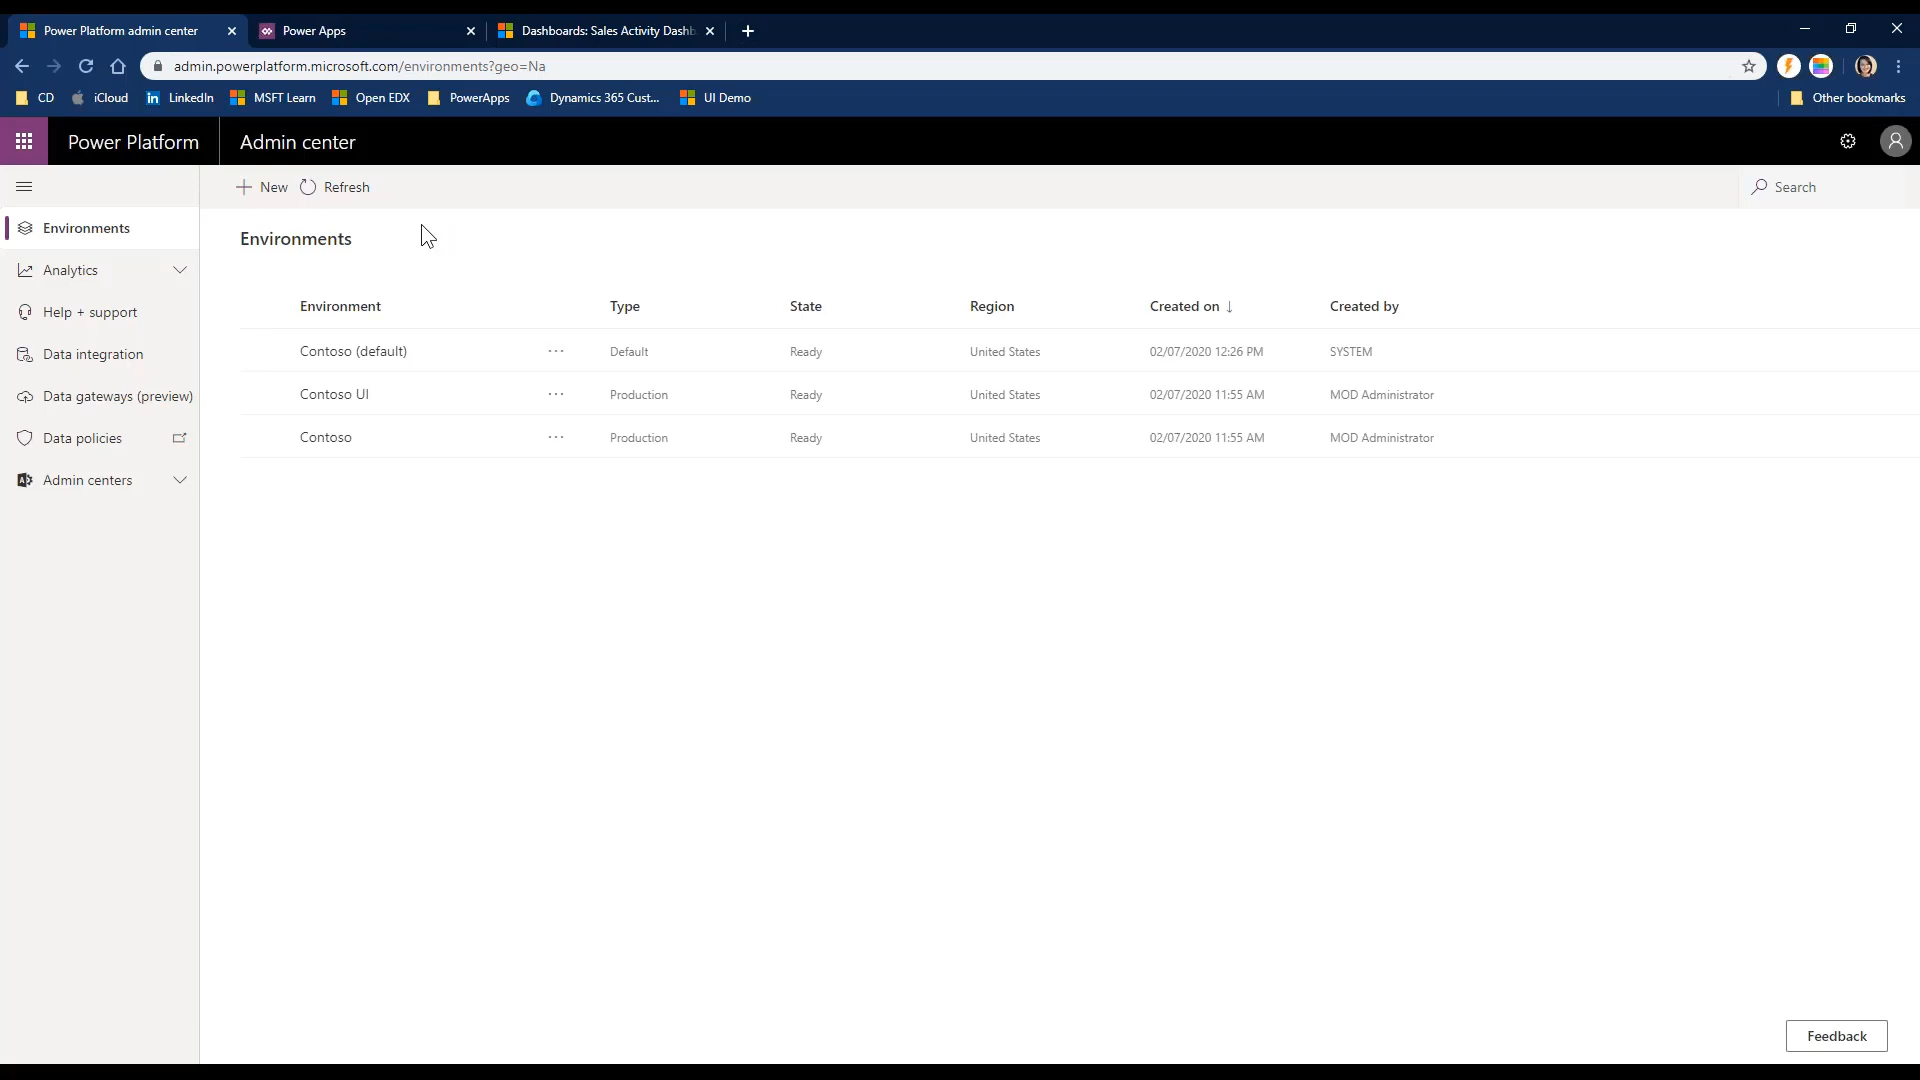 Power Platform admin center
Power Apps
Dashboards: Sales Activity Dashb
admin.powerplatform.microsoft.com/environments?geo=Na
CD
iCloud
LinkedIn
MSFT Learn
Open EDX
PowerApps
Dynamics 365 Cust...
UI Demo
Other bookmarks
Power Platform
Admin center
New
Refresh
Search
Environments
Analytics
Help + support
Data integration
Data gateways (preview)
Data policies
Admin centers
Environments
Environment Type State Region Created on ↓ Created by
Contoso (default) ... Default Ready United States 02/07/2020 12:26 PM SYSTEM
Contoso UI ... Production Ready United States 02/07/2020 11:55 AM MOD Administrator
Contoso ... Production Ready United States 02/07/2020 11:55 AM MOD Administrator
Feedback